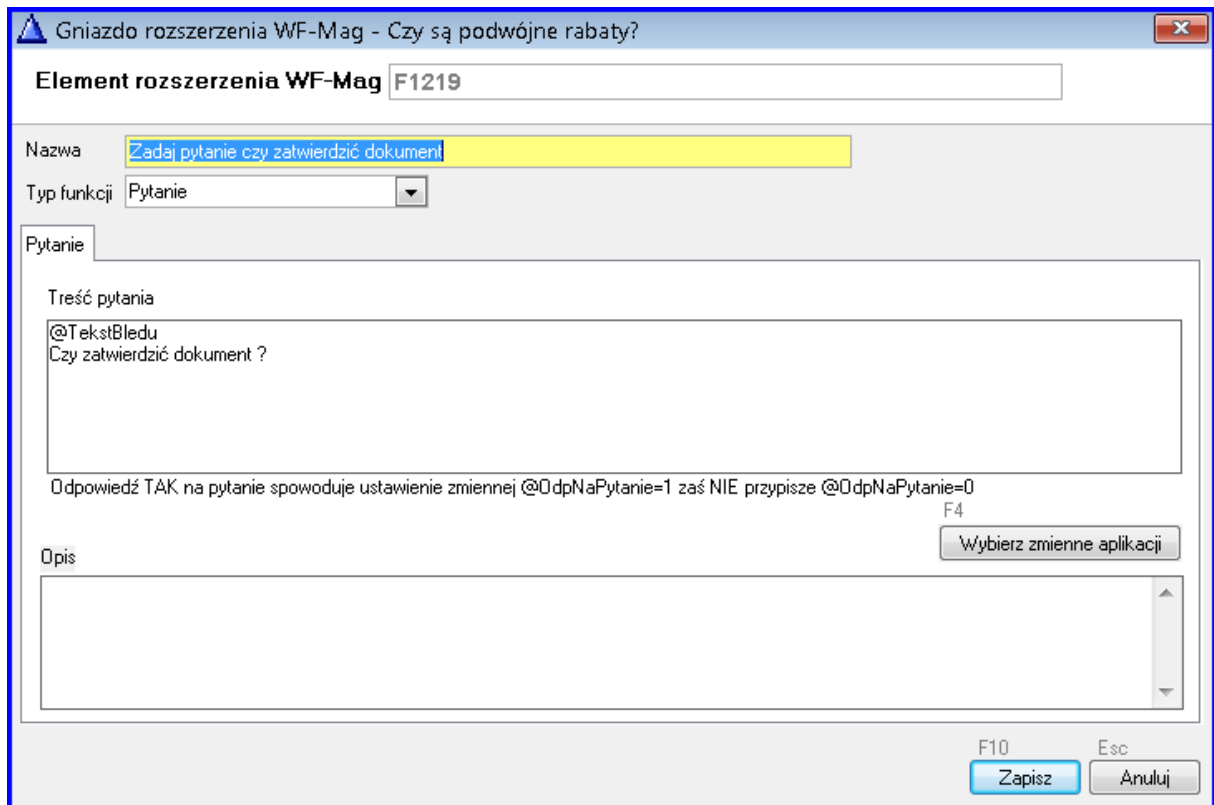 Gniazdo rozszerzenia WF-Mag - Czy są podwójne rabaty?
Element rozszerzenia WF-Mag F1219
Nazwa Zadaj pytanie czy zatwierdzić dokument
Typ funkcji Pytanie
Pytanie
Treść pytania
@TekstBledu
Czy zatwierdzić dokument ?
Odpowiedź TAK na pytanie spowoduje ustawienie zmiennej @OdpNaPytanie=1 zaś NIE przypisze @OdpNaPytanie=0
F4
Wybierz zmienne aplikacji
Opis
F10 Esc
Zapisz Anuluj